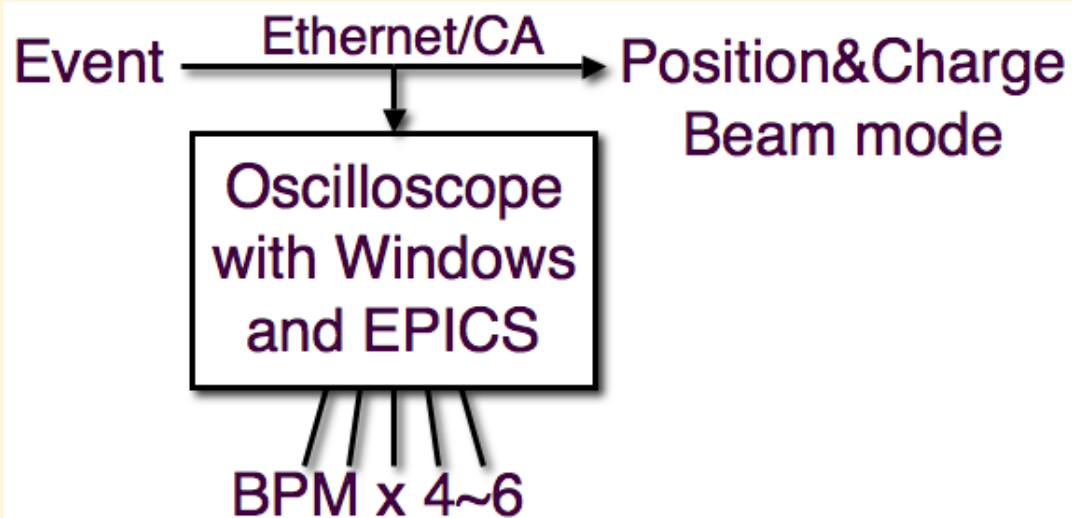 Ethernet/CA
Event
Position&Charge
Beam mode
Oscilloscope
with Windows
and EPICS
BPM x 4~6